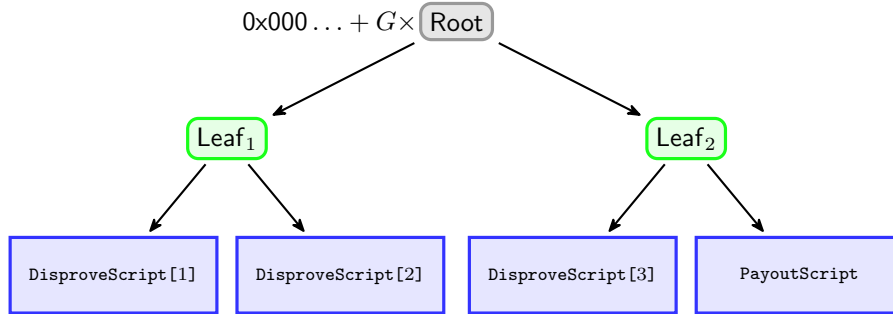 0x000 … + G× Root
Leaf₁ Leaf₂
DisproveScript[1] DisproveScript[2] DisproveScript[3] PayoutScript